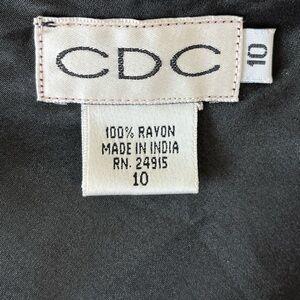 CDC
10
100% RAYON
MADE IN INDIA
RN. 24915
10